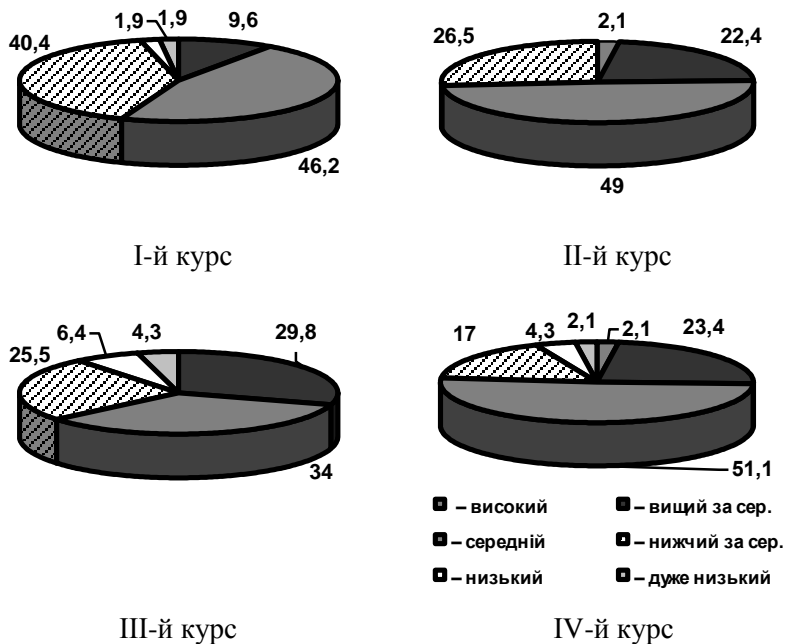 1,9 1,9 9,6
40,4
46,2
I-й курс
2,1
26,5 22,4
49
II-й курс
6,4 4,3 29,8
25,5
34
III-й курс
17 4,3 2,1 2,1 23,4
51,1
– високий – вищий за сер.
– середній – нижчий за сер.
– низький – дуже низький
IV-й курс